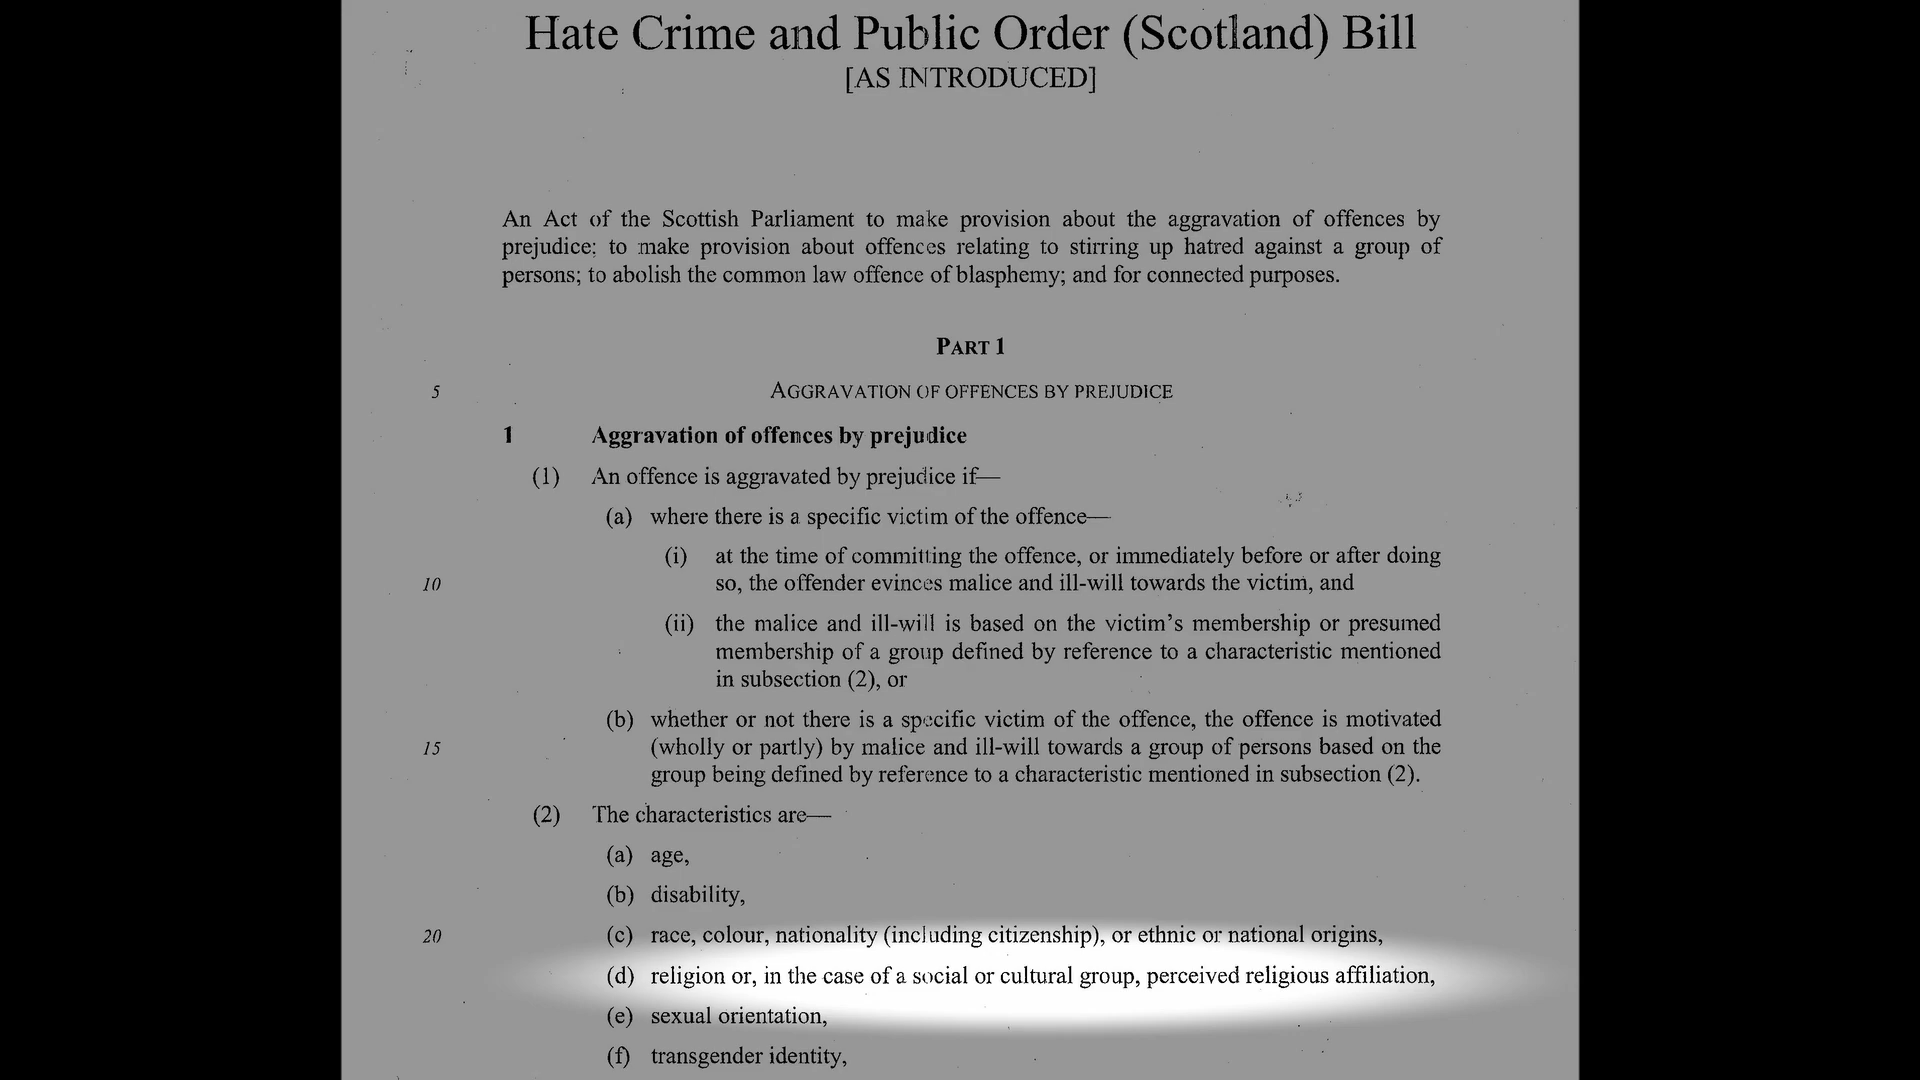 Hate Crime and Public Order (Scotland) Bill
[AS INTRODUCED]
An Act of the Scottish Parliament to make provision about the aggravation of offences by
prejudice; to make provision about offences relating to stirring up hatred against a group of
persons; to abolish the common law offence of blasphemy; and for connected purposes.
PART 1
5 AGGRAVATION OF OFFENCES BY PREJUDICE
1 Aggravation of offences by prejudice
(1) An offence is aggravated by prejudice if—
(a) where there is a specific victim of the offence—
(i) at the time of committing the offence, or immediately before or after doing
10 so, the offender evinces malice and ill-will towards the victim, and
(ii) the malice and ill-will is based on the victim's membership or presumed
membership of a group defined by reference to a characteristic mentioned
in subsection (2), or
(b) whether or not there is a specific victim of the offence, the offence is motivated
15 (wholly or partly) by malice and ill-will towards a group of persons based on the
group being defined by reference to a characteristic mentioned in subsection (2).
(2) The characteristics are—
(a) age,
(b) disability,
20 (c) race, colour, nationality (including citizenship), or ethnic or national origins,
(d) religion or, in the case of a social or cultural group, perceived religious affiliation,
(e) sexual orientation,
(f) transgender identity,